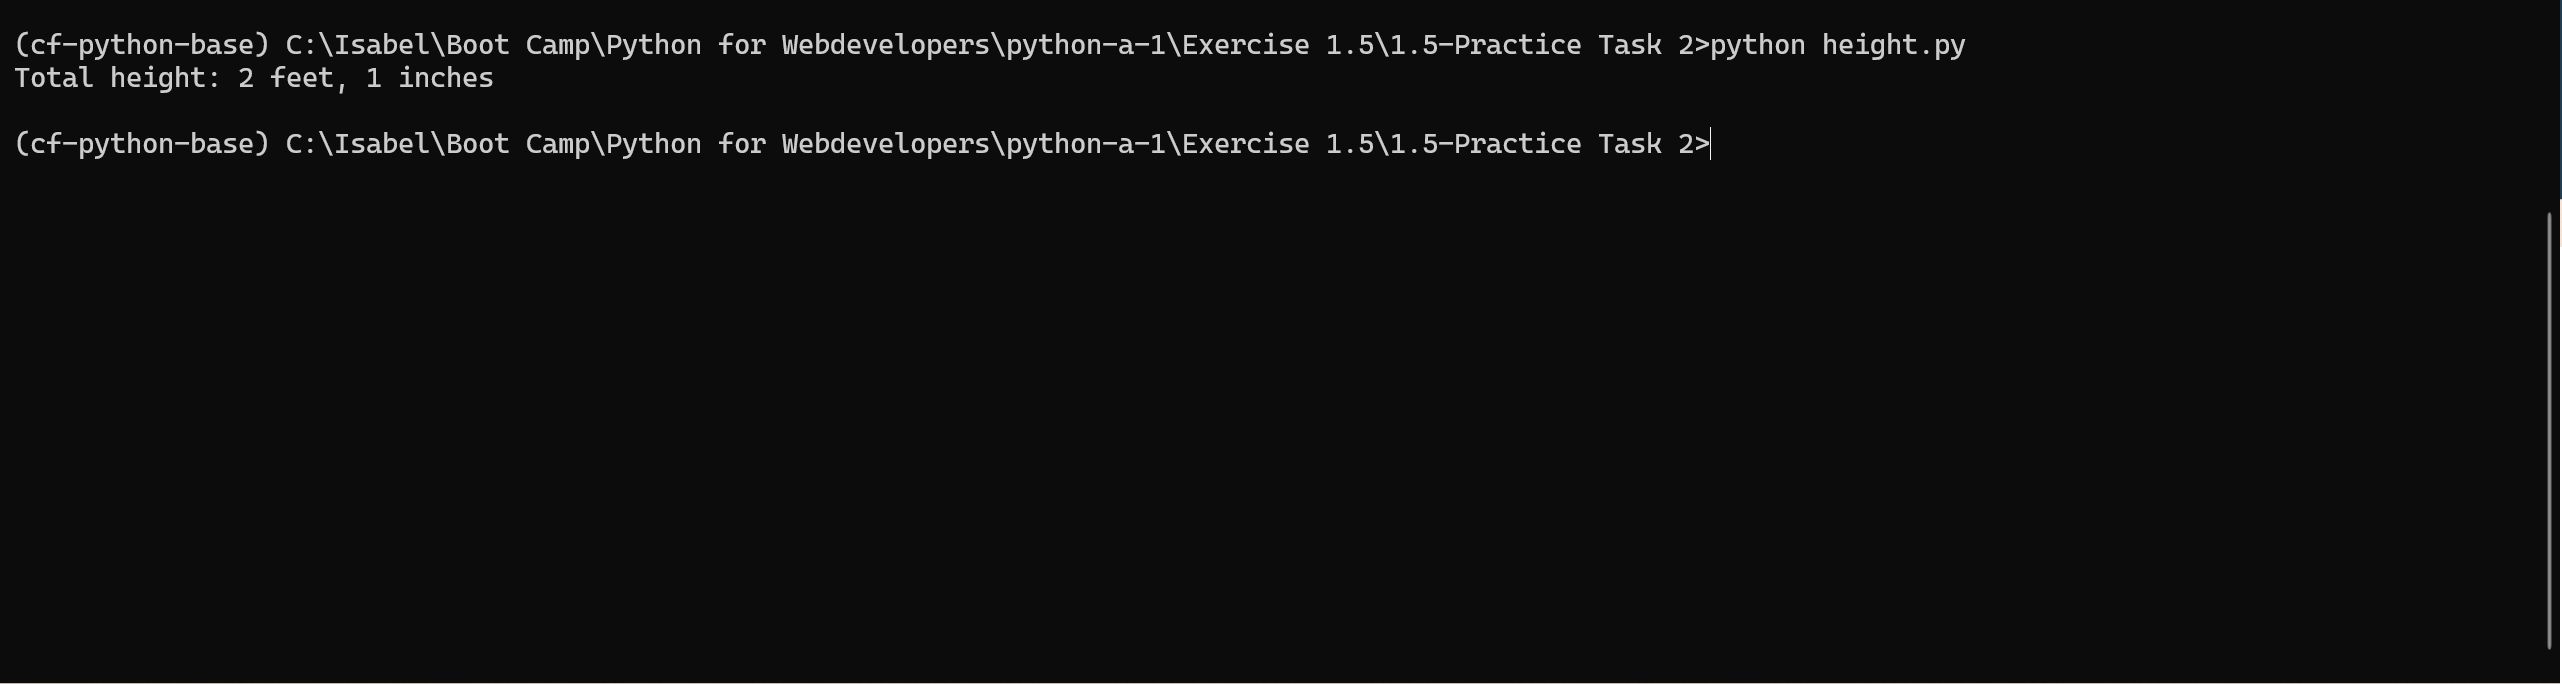 (cf-python-base) C:\Isabel\Boot Camp\Python for Webdevelopers\python-a-1\Exercise 1.5\1.5-Practice Task 2>python height.py
Total height: 2 feet, 1 inches
(cf-python-base) C:\Isabel\Boot Camp\Python for Webdevelopers\python-a-1\Exercise 1.5\1.5-Practice Task 2>